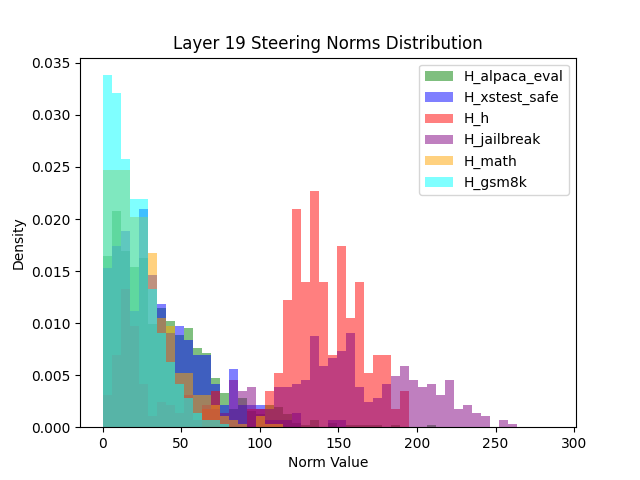 Layer 19 Steering Norms Distribution
0.035
0.030
0.025
0.020
0.015
0.010
0.005
0.000
Density
H_alpaca_eval
H_xstest_safe
H_h
H_jailbreak
H_math
H_gsm8k
0 50 100 150 200 250 300
Norm Value